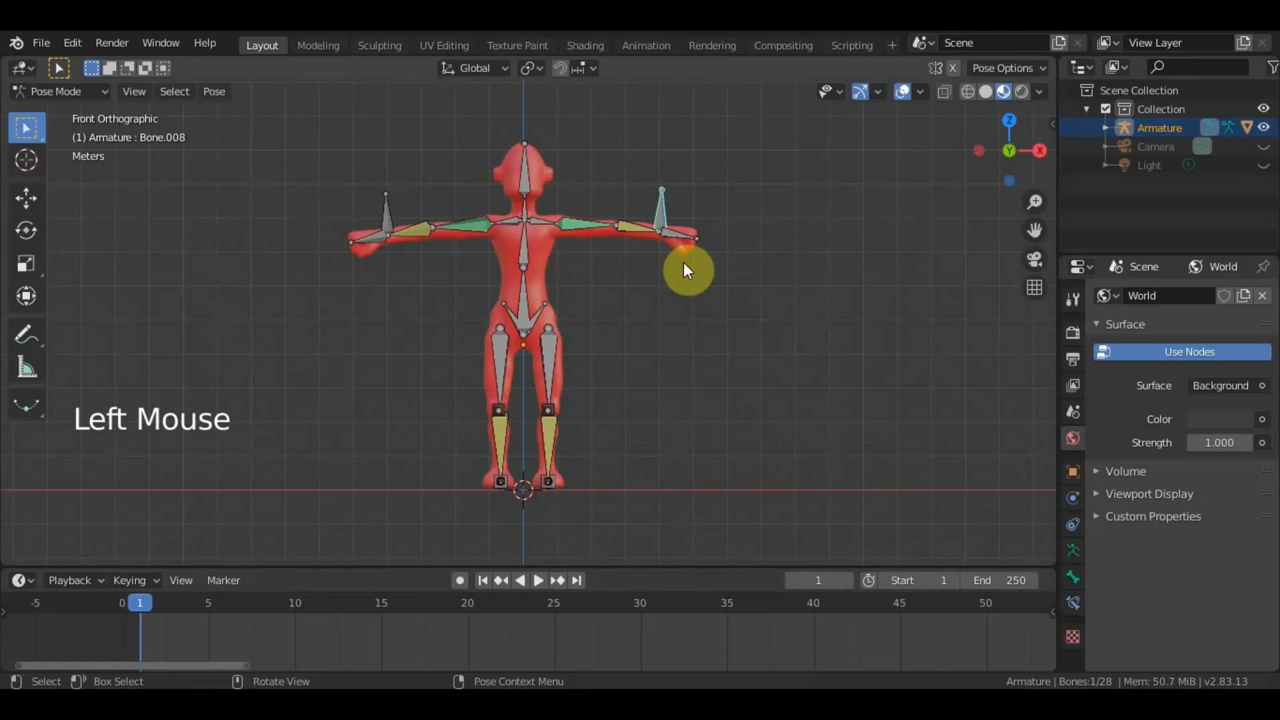 File Edit Render Window Help Layout Modeling Sculpting UV Editing Texture Paint Shading Animation Rendering Compositing Scripting + Scene View Layer
Global X Pose Options
Pose Mode View Select Pose
Scene Collection
Collection
Armature
Camera
Light
Front Orthographic
(1) Armature : Bone.008
Meters
Z
Y
X
Left Mouse
Scene World
World
Surface
Use Nodes
Surface Background
Color
Strength 1.000
Volume
Viewport Display
Custom Properties
Playback Keying View Marker 1 Start 1 End 250
-5 0 1 5 10 15 20 25 30 35 40 45 50
Select Box Select Rotate View Pose Context Menu Armature | Bones:1/28 | Mem: 50.7 MiB | v2.83.13